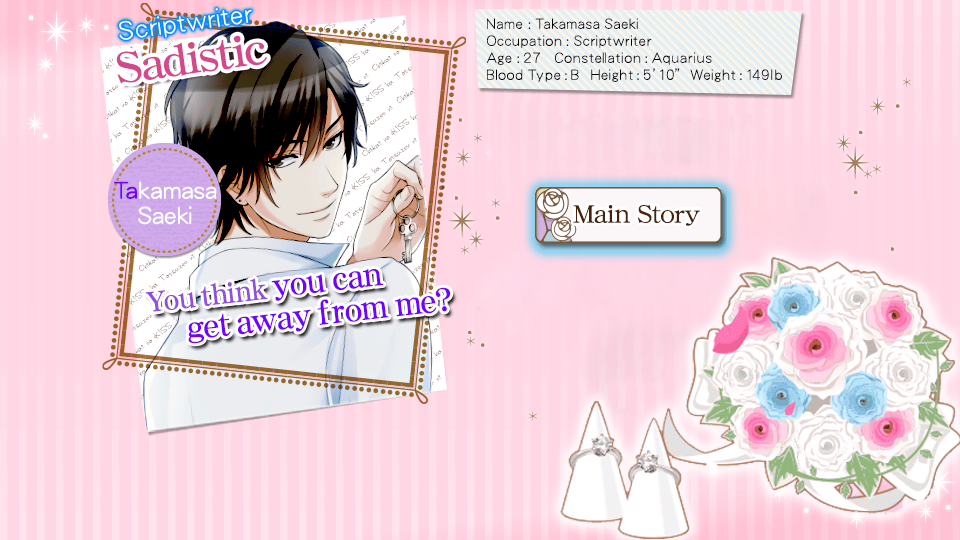 Scriptwriter
Sadistic
Takamasa
Saeki
You think you can
get away from me?
Name : Takamasa Saeki
Occupation : Scriptwriter
Age : 27 Constellation : Aquarius
Blood Type : B Height : 5' 10" Weight : 149lb
Main Story